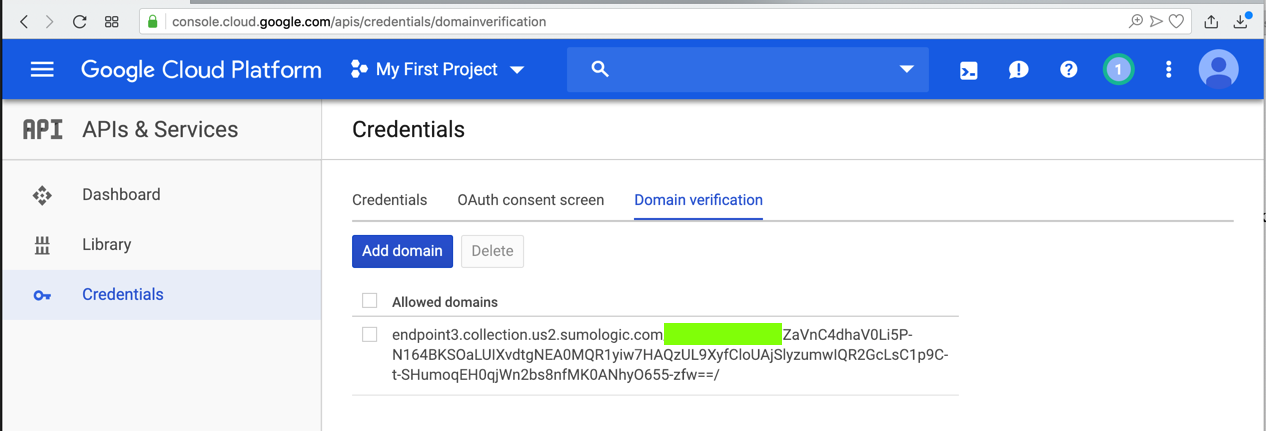 console.cloud.google.com/apis/credentials/domainverification
Google Cloud Platform
My First Project
1
API
APIs & Services
Credentials
Dashboard
Library
Credentials
Credentials
OAuth consent screen
Domain verification
Add domain
Delete
Allowed domains
endpoint3.collection.us2.sumologic.com ZaVnC4dhaV0Li5P-
N164BKSOaLUIXvdtgNEA0MQR1yiw7HAQzUL9XyfCloUAjSlyzumwIQR2GcLsC1p9C-
t-SHumoqEH0qjWn2bs8nfMK0ANhyO655-zfw==/